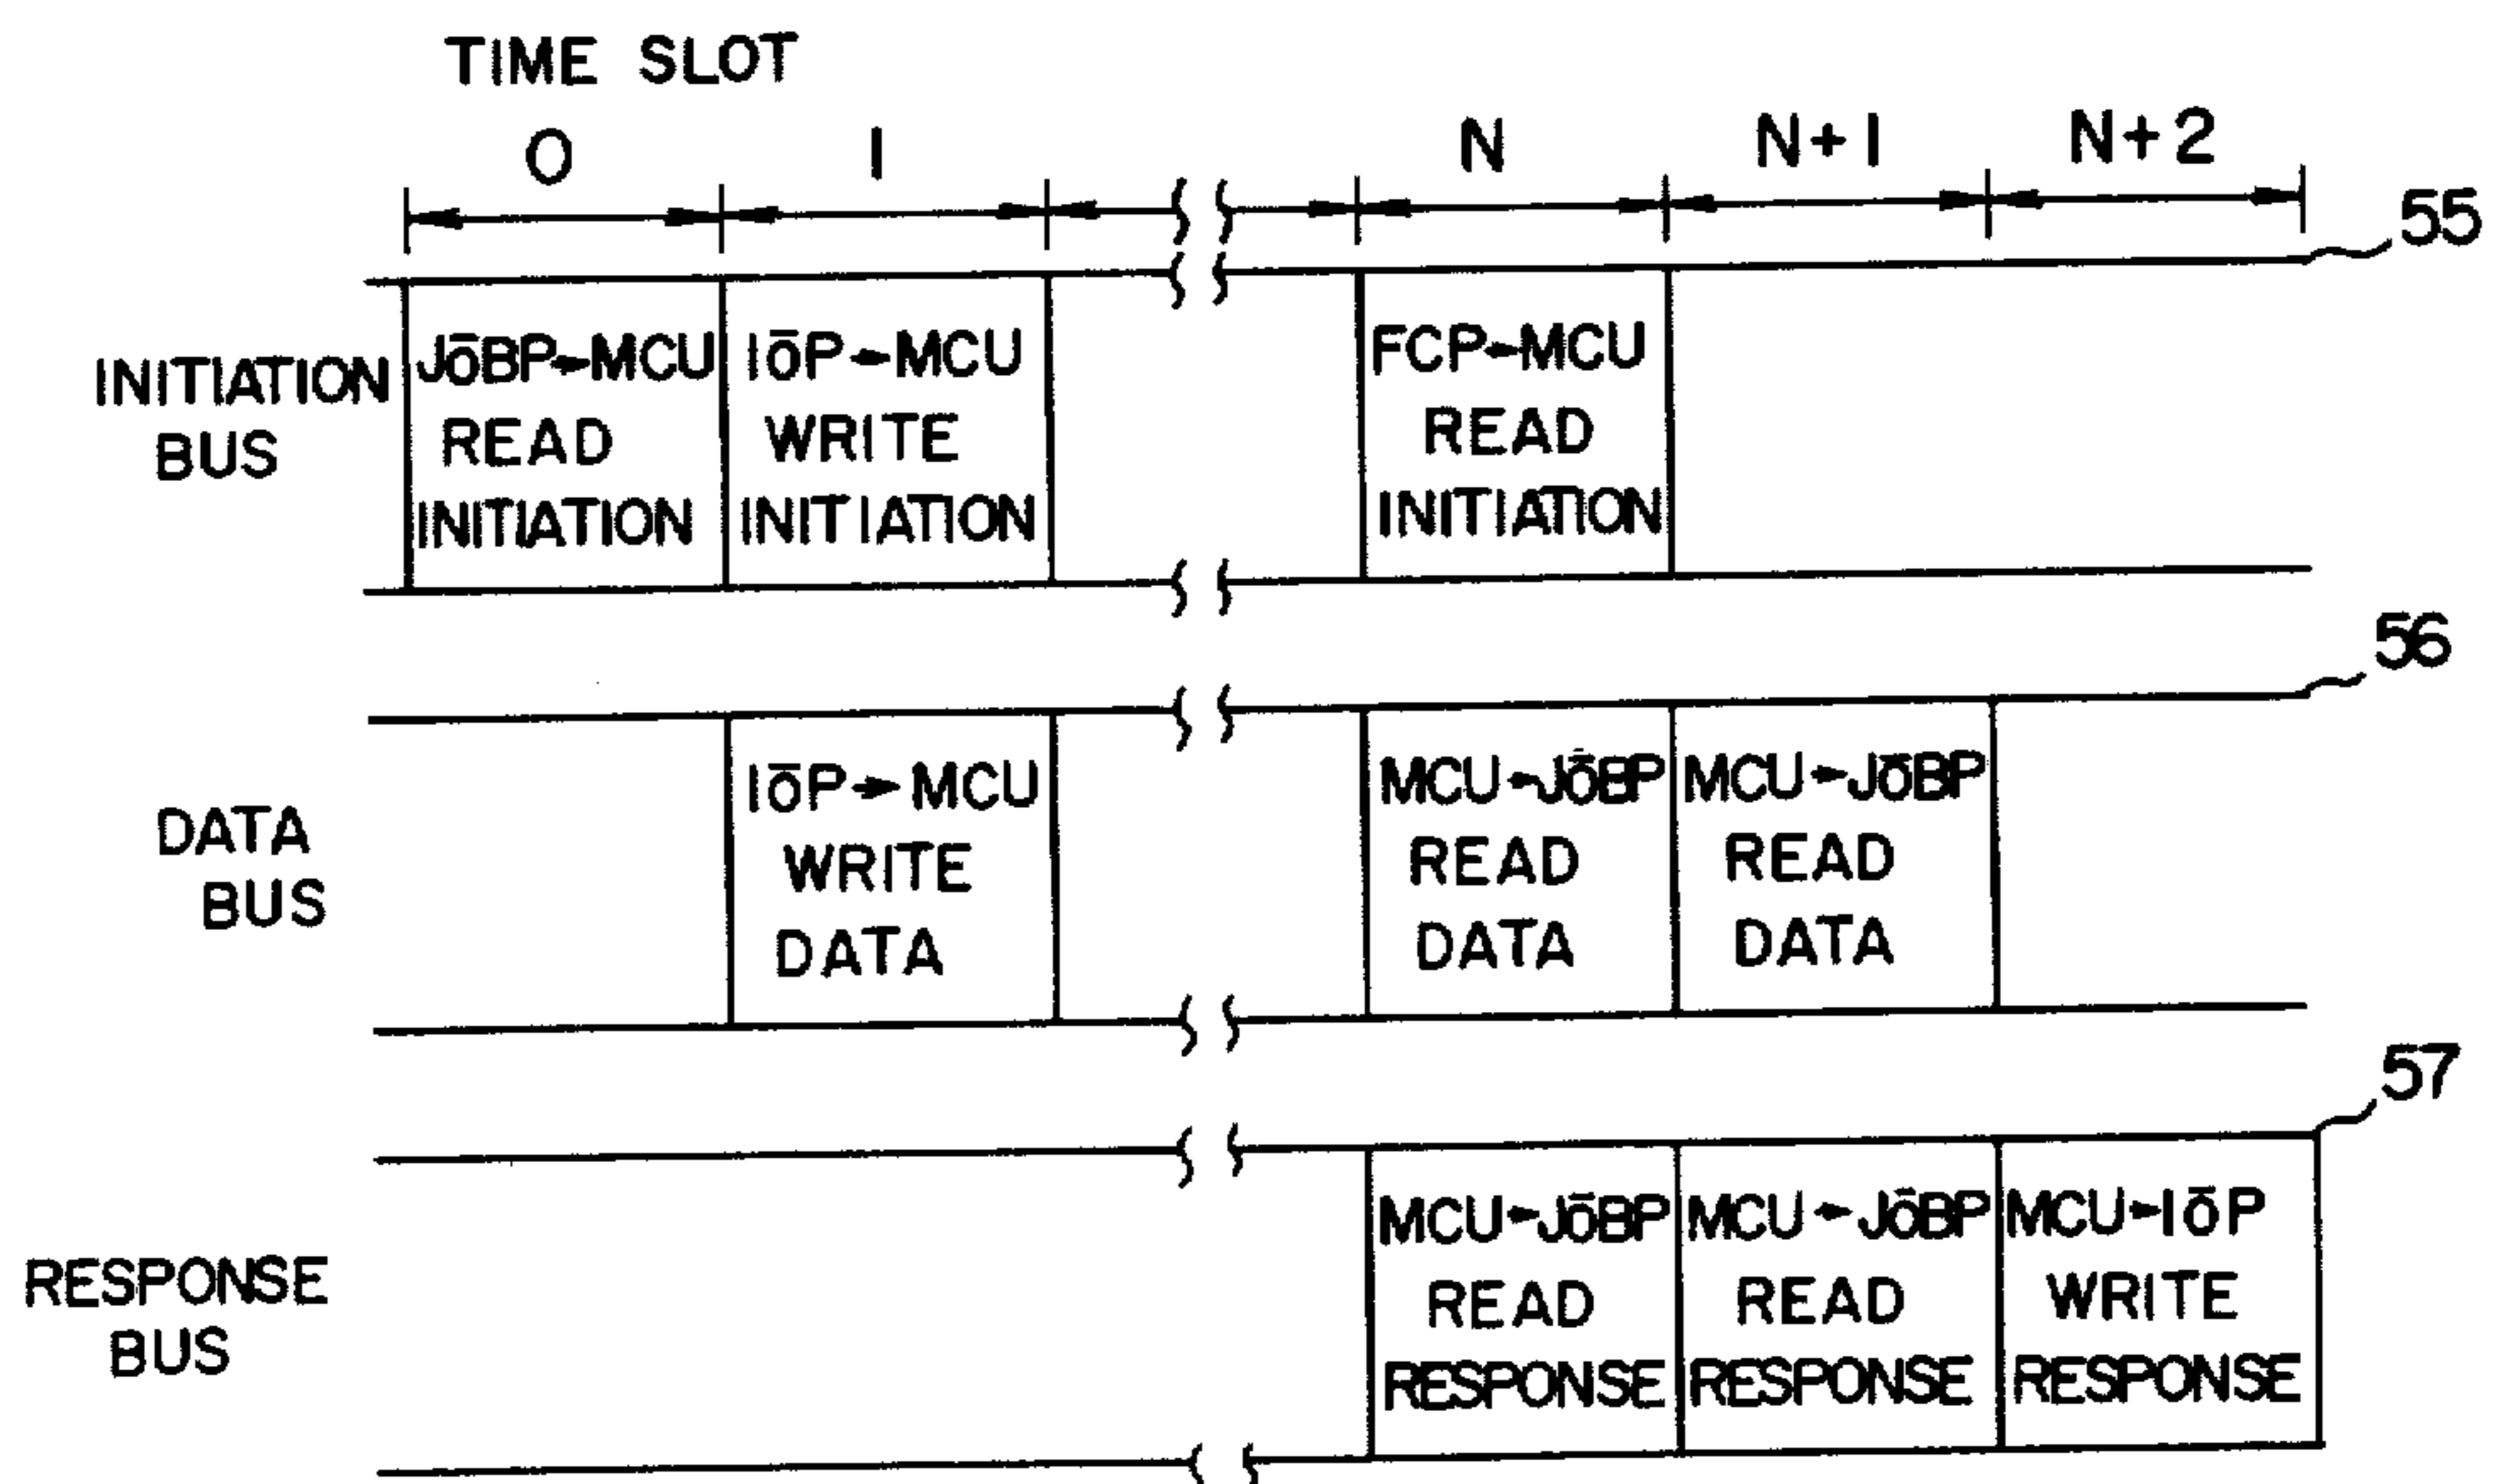 TIME SLOT
0 1 N N+1 N+2
55
INITIATION
BUS
JōBP→MCU
READ
INITIATION
IōP→MCU
WRITE
INITIATION
FCP→MCU
READ
INITIATION
56
DATA
BUS
IōP→MCU
WRITE
DATA
MCU→JōBP
READ
DATA
MCU→JōBP
READ
DATA
57
RESPONSE
BUS
MCU→JōBP
READ
RESPONSE
MCU→JōBP
READ
RESPONSE
MCU→IōP
WRITE
RESPONSE